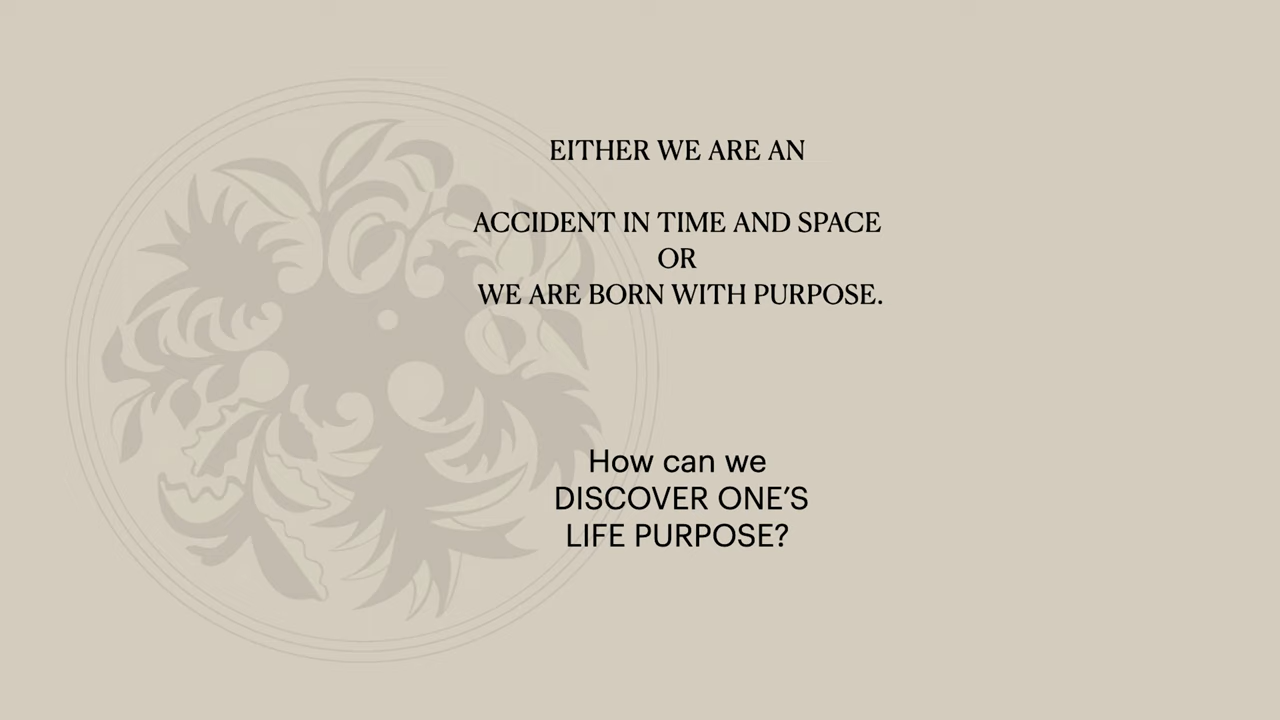 EITHER WE ARE AN
ACCIDENT IN TIME AND SPACE
OR
WE ARE BORN WITH PURPOSE.
How can we
DISCOVER ONE’S
LIFE PURPOSE?